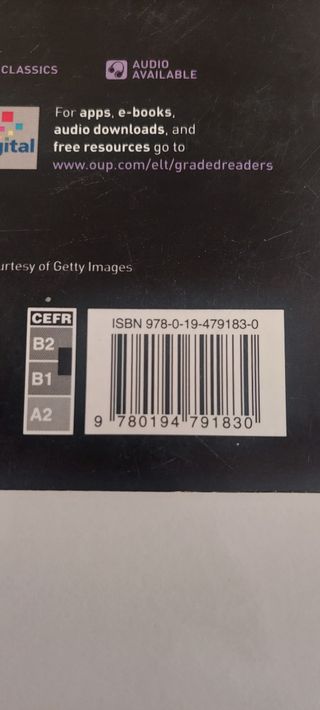 CLASSICS
AUDIO
AVAILABLE
For apps, e-books,
audio downloads, and
free resources go to
www.oup.com/elt/gradedreaders
gital
urtesy of Getty Images
CEFR
B2
B1
A2
ISBN 978-0-19-479183-0
9 780194 791830